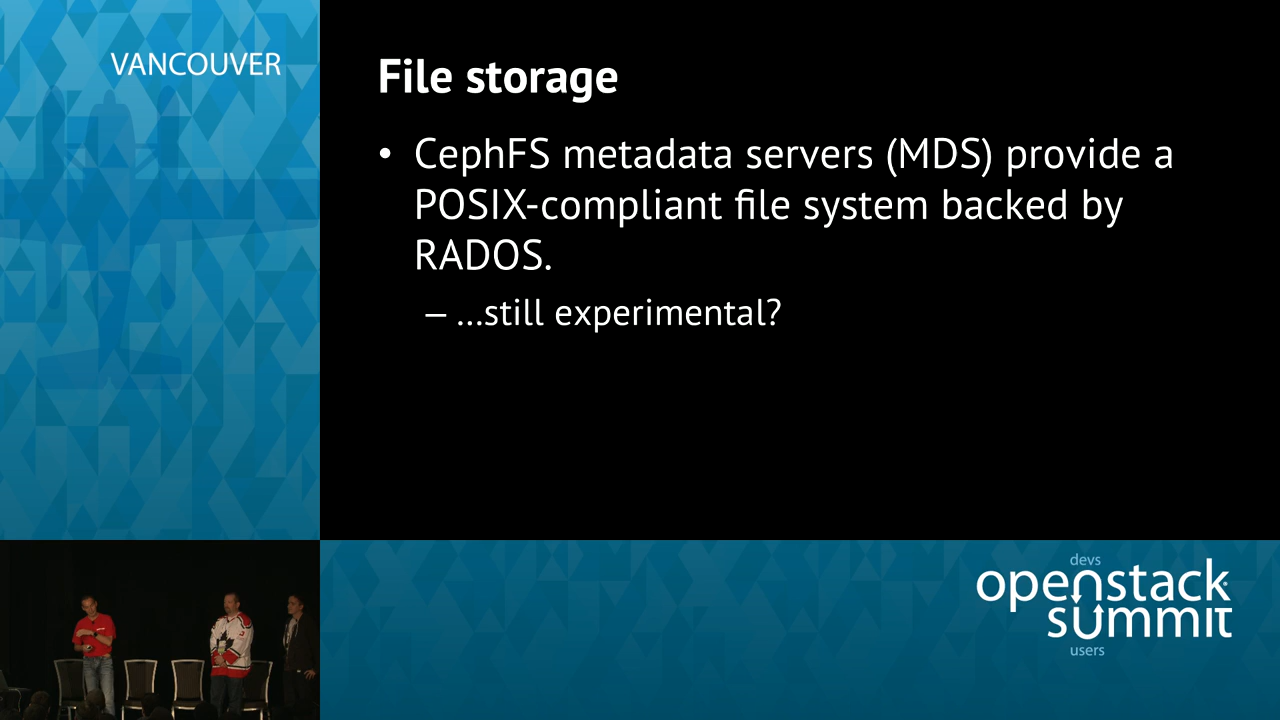 VANCOUVER
File storage
• CephFS metadata servers (MDS) provide a
POSIX-compliant file system backed by
RADOS.
– ...still experimental?
devs
openstack
summit
users